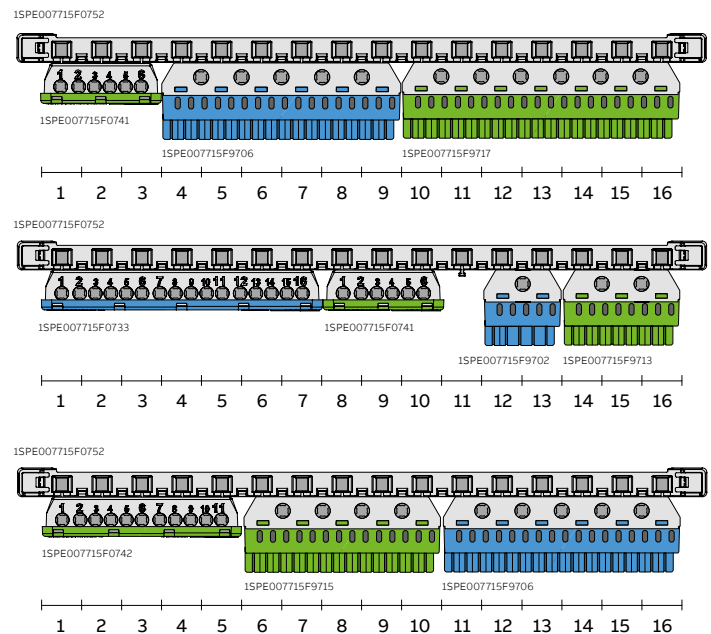 1SPE007715F0752
1 2 3 4 5 6
1SPE007715F0741
1SPE007715F9706
1SPE007715F9717
1 2 3 4 5 6 7 8 9 10 11 12 13 14 15 16
1SPE007715F0752
1 2 3 4 5 6 7 8 9 10 11 12 13 14 15 16
1 2 3 4 5 6
1SPE007715F0733
1SPE007715F0741
1SPE007715F9702
1SPE007715F9713
1 2 3 4 5 6 7 8 9 10 11 12 13 14 15 16
1SPE007715F0752
1 2 3 4 5 6 7 8 9 10 11
1SPE007715F0742
1SPE007715F9715
1SPE007715F9706
1 2 3 4 5 6 7 8 9 10 11 12 13 14 15 16